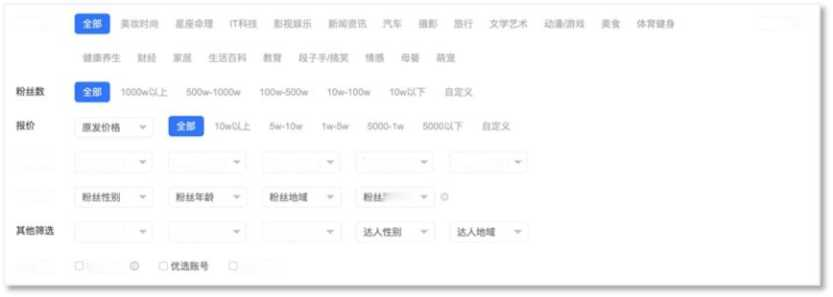 全部 美妆时尚 星座命理 IT科技 影视娱乐 新闻资讯 汽车 摄影 旅行 文学艺术 动漫/游戏 美食 体育健身
健康养生 财经 家居 生活百科 教育 段子手/搞笑 情感 母婴 萌宠
粉丝数 全部 1000w以上 500w-1000w 100w-500w 10w-100w 10w以下 自定义
报价 原发价格 全部 10w以上 5w-10w 1w-5w 5000-1w 5000以下 自定义
粉丝性别 粉丝年龄 粉丝地域 粉丝
其他筛选 达人性别 达人地域
优选账号